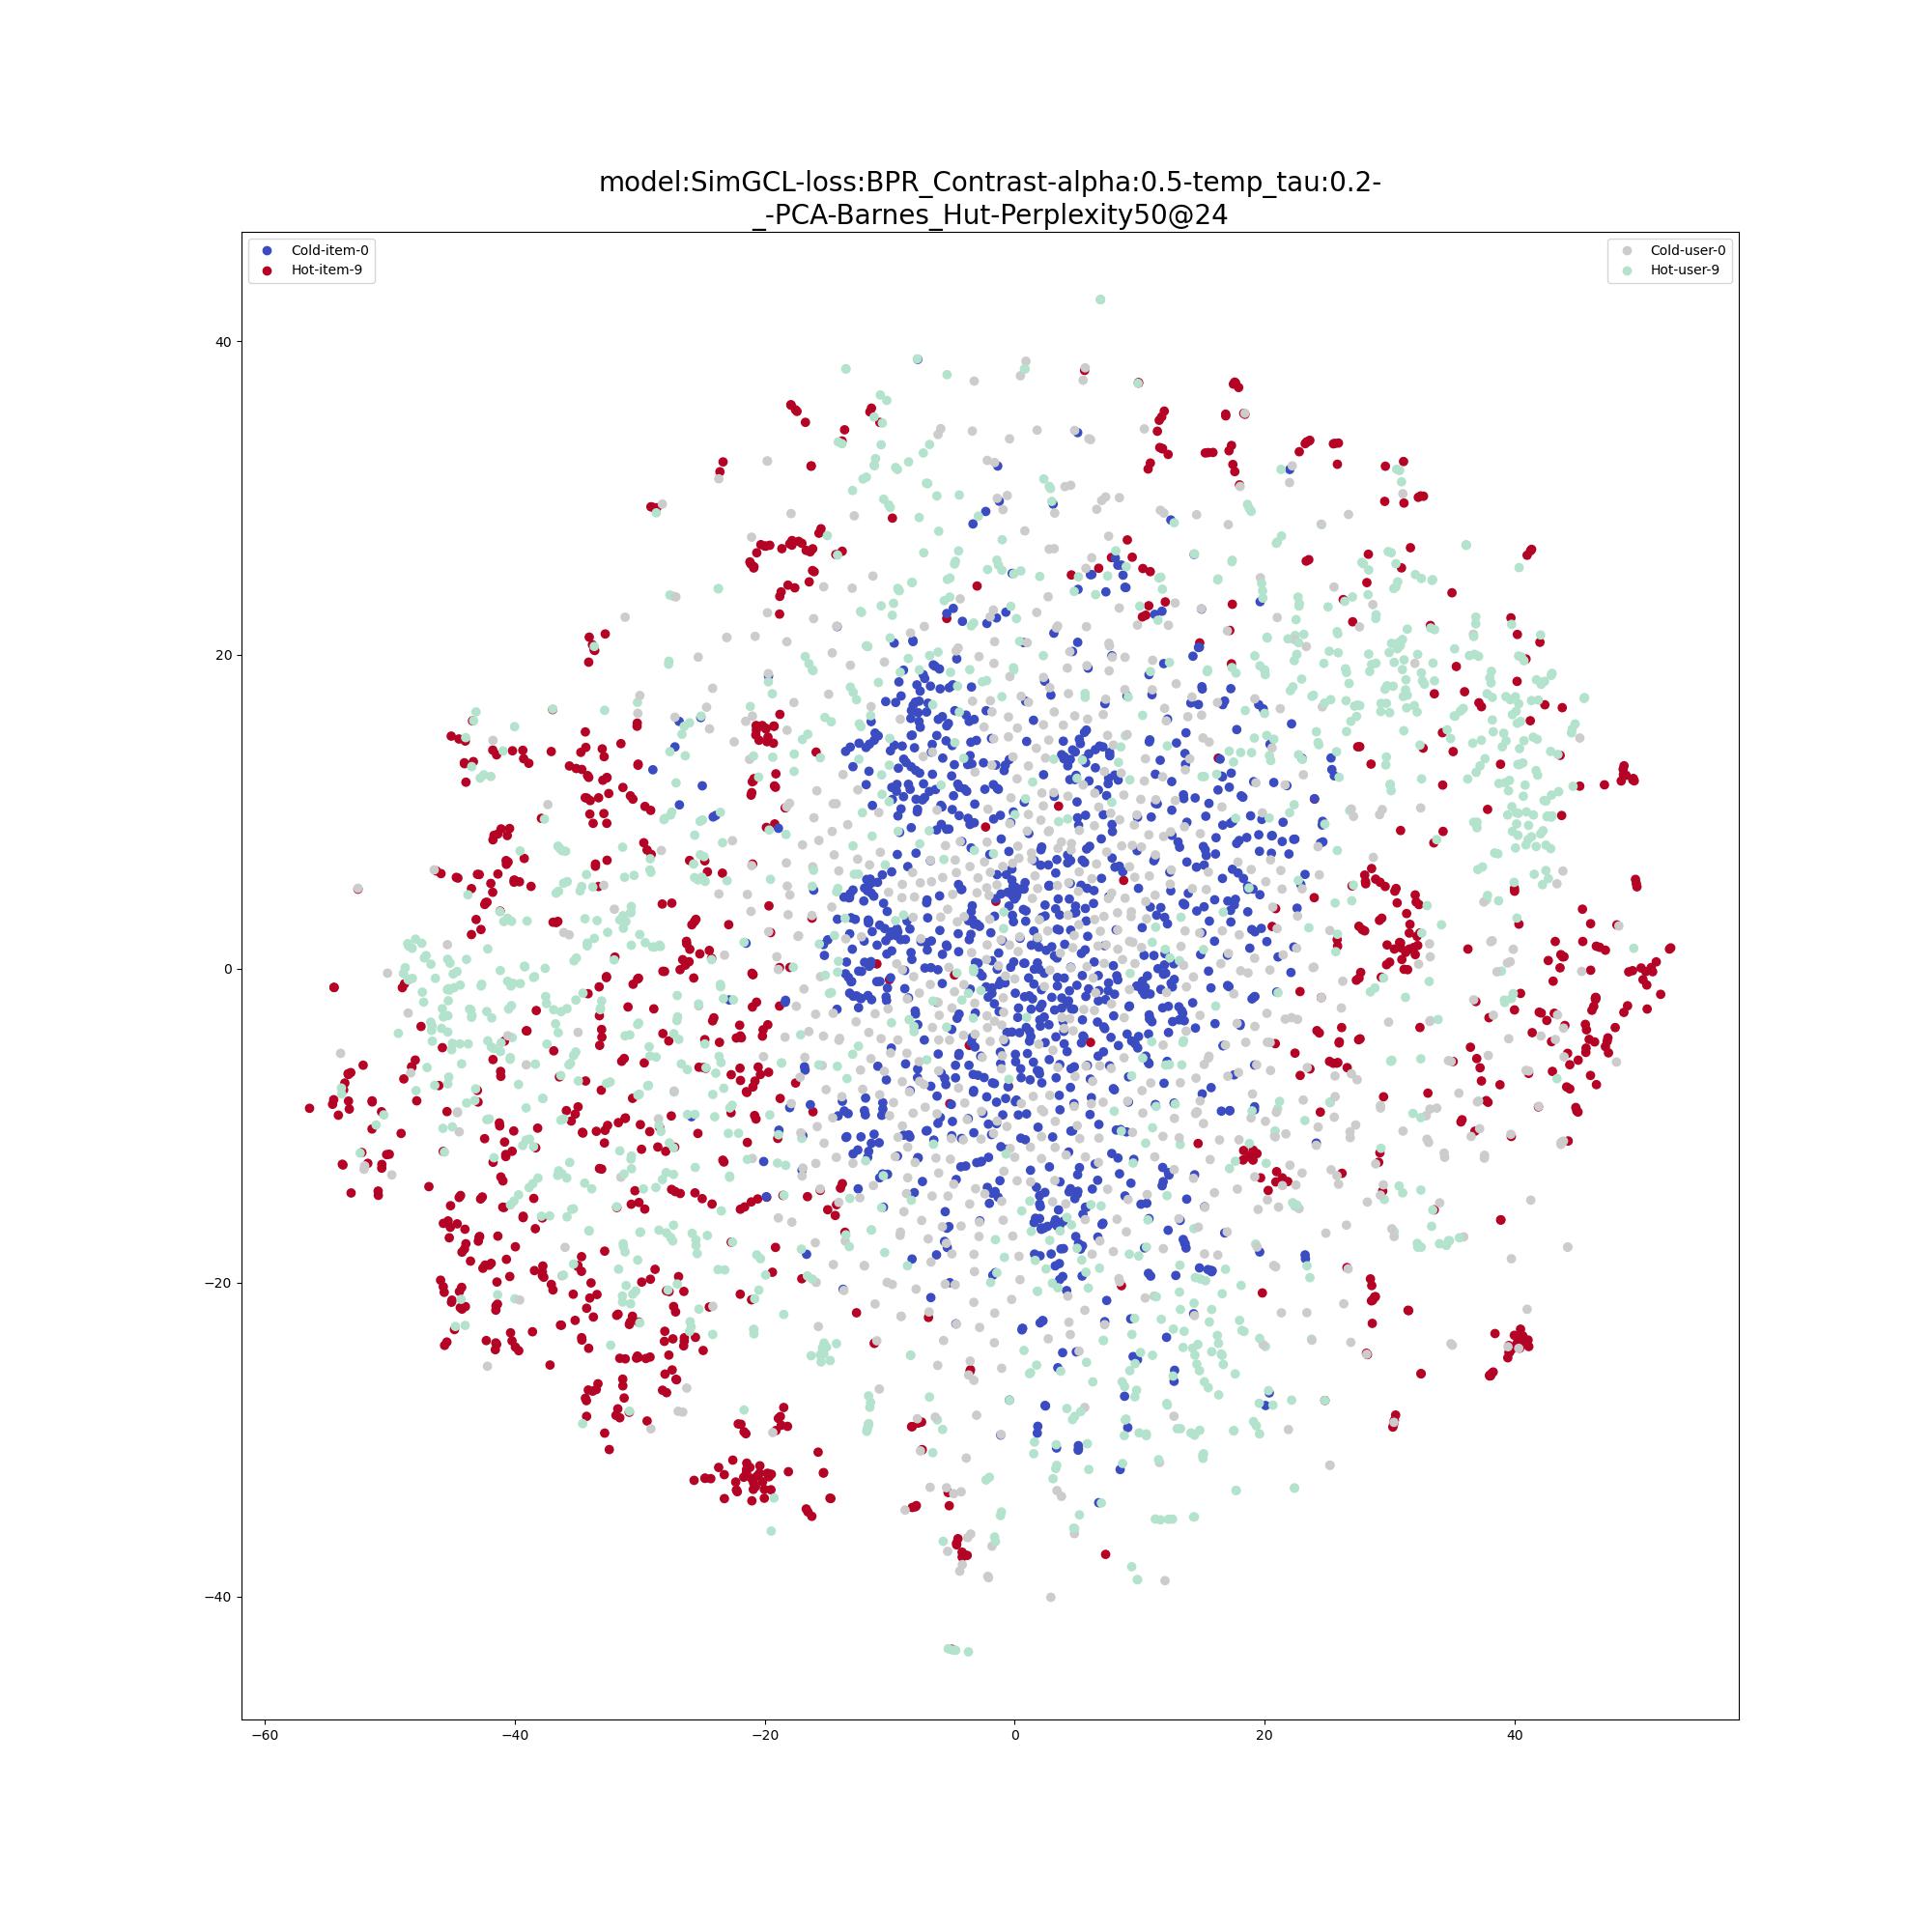 model:SimGCL-loss:BPR_Contrast-alpha:0.5-temp_tau:0.2-
_-PCA-Barnes_Hut-Perplexity50@24
Cold-item-0
Hot-item-9
Cold-user-0
Hot-user-9
40
20
0
−20
−40
−60
−40
−20
0
20
40